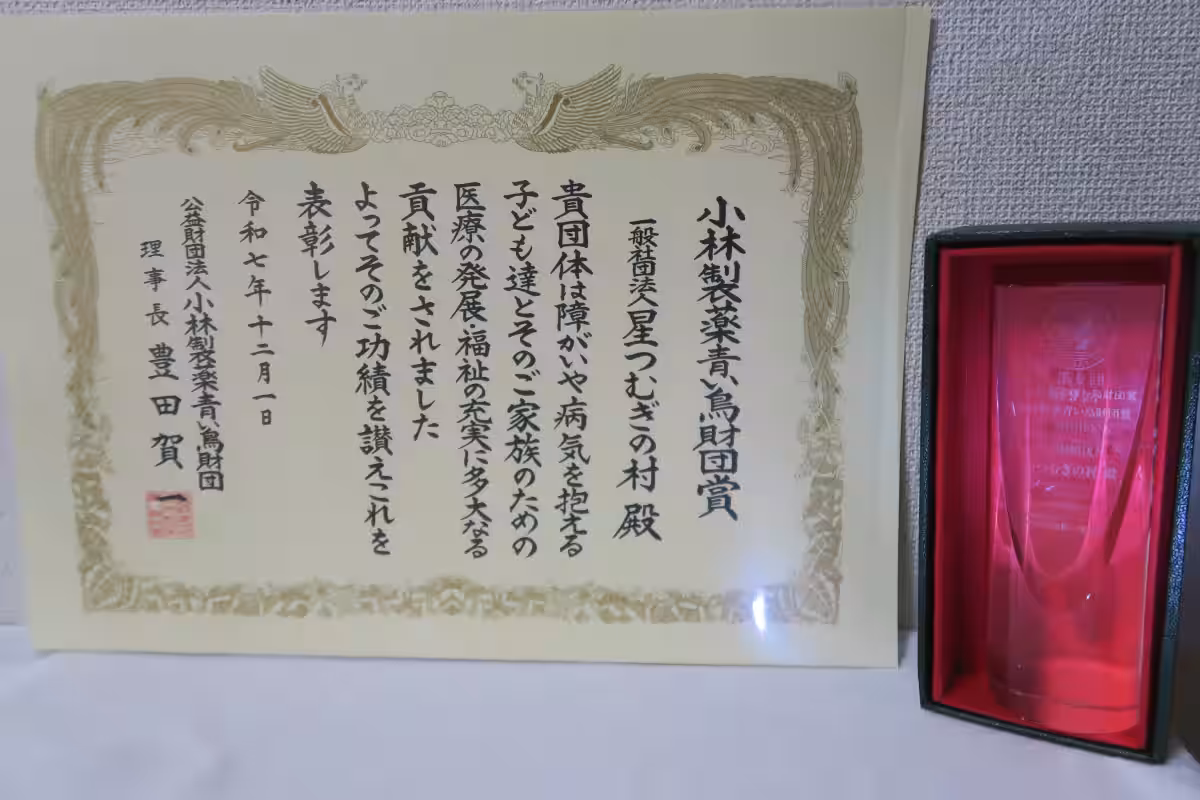 小林製薬青い鳥財団賞
一般社団法人星つむぎの村 殿
貴団体は障がいや病気を抱える
子ども達とそのご家族のための
医療の発展・福祉の充実に多大なる
貢献をされました
よってそのご功績を讃えこれを
表彰します
令和七年十二月一日
公益財団法人小林製薬青い鳥財団
理事長 豊田賀一